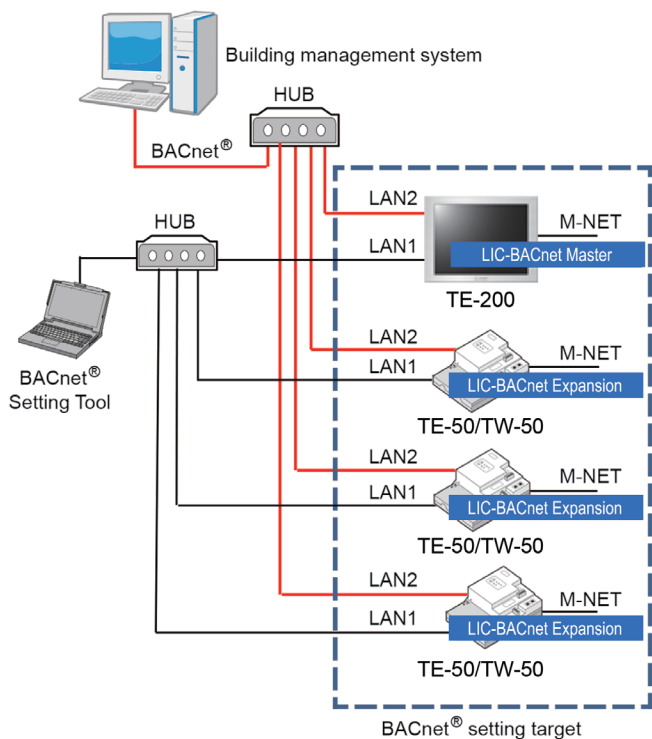 Building management system
HUB
BACnet®
LAN2
M-NET
HUB
LAN1
LIC-BACnet Master
TE-200
LAN2
M-NET
LAN1
LIC-BACnet Expansion
BACnet®
Setting Tool
TE-50/TW-50
LAN2
M-NET
LAN1
LIC-BACnet Expansion
TE-50/TW-50
LAN2
M-NET
LAN1
LIC-BACnet Expansion
TE-50/TW-50
BACnet® setting target